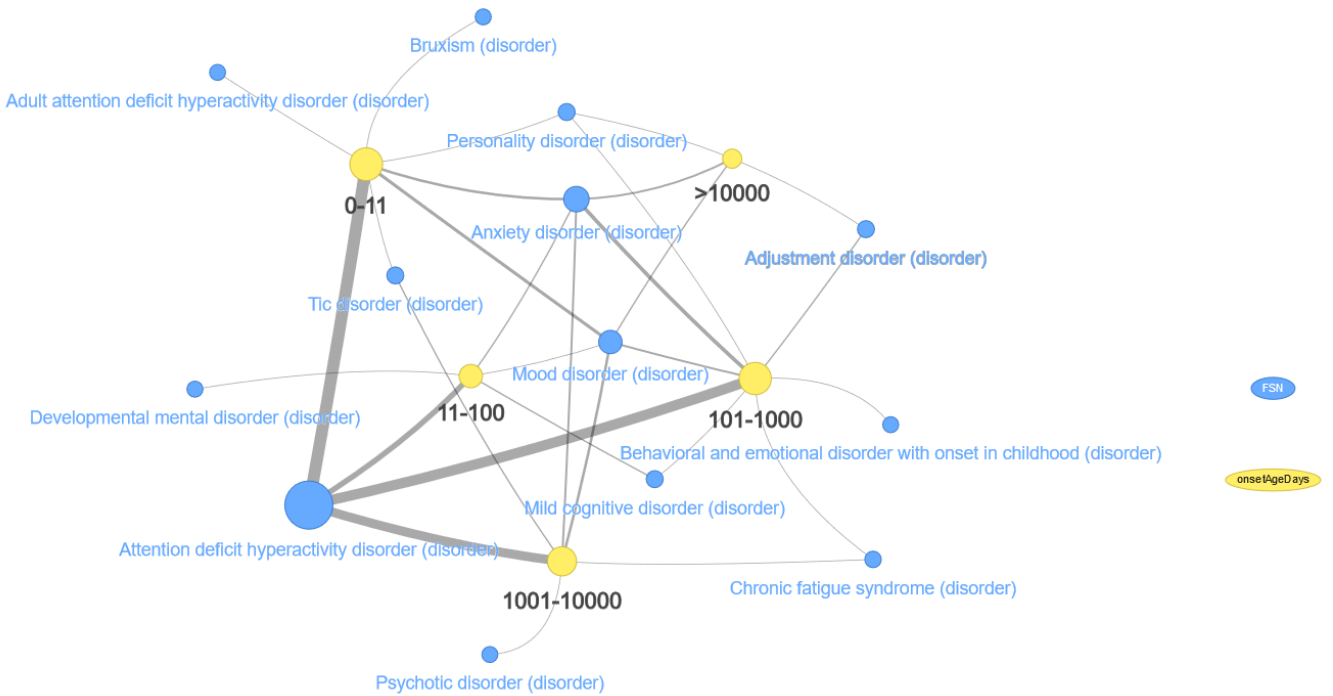 Bruxism (disorder)
Adult attention deficit hyperactivity disorder (disorder)
Personality disorder (disorder)
>10000
0-11
Anxiety disorder (disorder)
Adjustment disorder (disorder)
Tic disorder (disorder)
Mood disorder (disorder)
FSN
11-100
101-1000
Developmental mental disorder (disorder)
Behavioral and emotional disorder with onset in childhood (disorder)
onsetAgeDays
Mild cognitive disorder (disorder)
Attention deficit hyperactivity disorder (disorder)
Chronic fatigue syndrome (disorder)
1001-10000
Psychotic disorder (disorder)